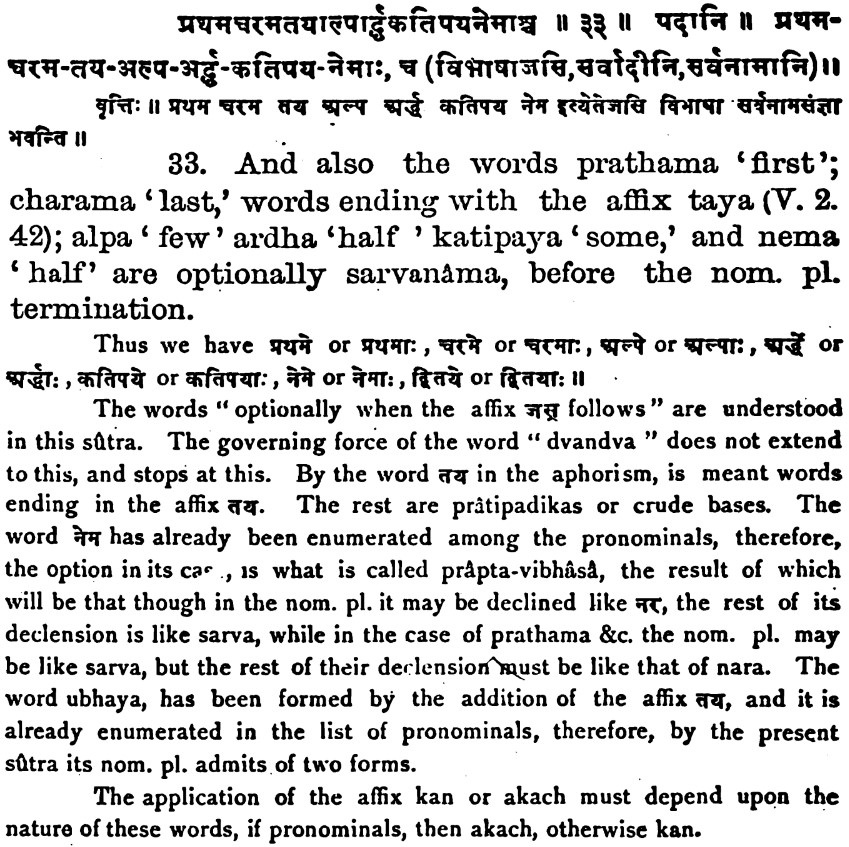 प्रथमचरमतयाल्पार्द्धकतिपयनेमाश्च ॥ ३३ ॥ पदानि ॥ प्रथम-
चरम-तय-अल्प-अर्द्ध-कतिपय-नेमाः, च (विभाषाजसि,सर्वादीनि,सर्वनामानि)॥
वृत्तिः ॥ प्रथम चरम तय अल्प अर्द्ध कतिपय नेम इत्येतेजसि विभाषा सर्वनामसंज्ञा
भवन्ति ॥
33. And also the words prathama ‘first’;
charama ‘last,’ words ending with the affix taya (V. 2.
42); alpa ‘few’ ardha ‘half’ katipaya ‘some,’ and nema
‘half’ are optionally sarvanâma, before the nom. pl.
termination.
Thus we have प्रथमे or प्रथमाः, चरमे or चरमाः, अल्पे or अल्पाः, अर्द्धे or
अर्द्धाः, कतिपये or कतिपयाः, नेमे or नेमाः, द्वितये or द्वितयाः ॥
The words “optionally when the affix जस् follows” are understood
in this sûtra. The governing force of the word “dvandva” does not extend
to this, and stops at this. By the word तय in the aphorism, is meant words
ending in the affix तय. The rest are prâtipadikas or crude bases. The
word नेम has already been enumerated among the pronominals, therefore,
the option in its , is what is called prâpta-vibhâsâ, the result of which
will be that though in the nom. pl. it may be declined like नर, the rest of its
declension is like sarva, while in the case of prathama &c. the nom. pl. may
be like sarva, but the rest of their declension must be like that of nara. The
word ubhaya, has been formed by the addition of the affix तय, and it is
already enumerated in the list of pronominals, therefore, by the present
sûtra its nom. pl. admits of two forms.
The application of the affix kan or akach must depend upon the
nature of these words, if pronominals, then akach, otherwise kan.